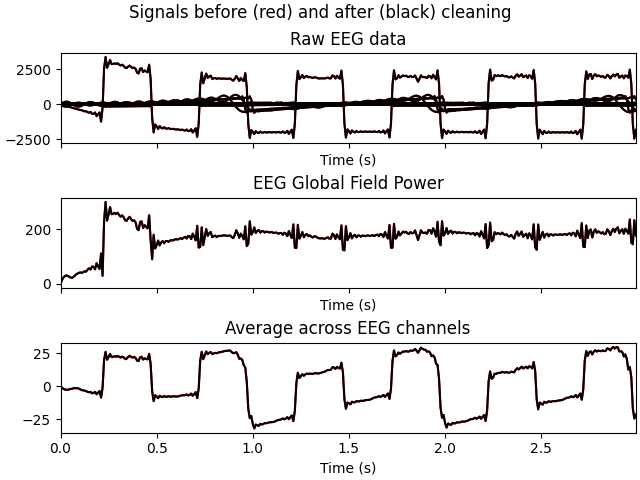 Signals before (red) and after (black) cleaning
Raw EEG data
2500
0
−2500
Time (s)
EEG Global Field Power
200
0
Time (s)
Average across EEG channels
25
0
−25
0.0 0.5 1.0 1.5 2.0 2.5
Time (s)